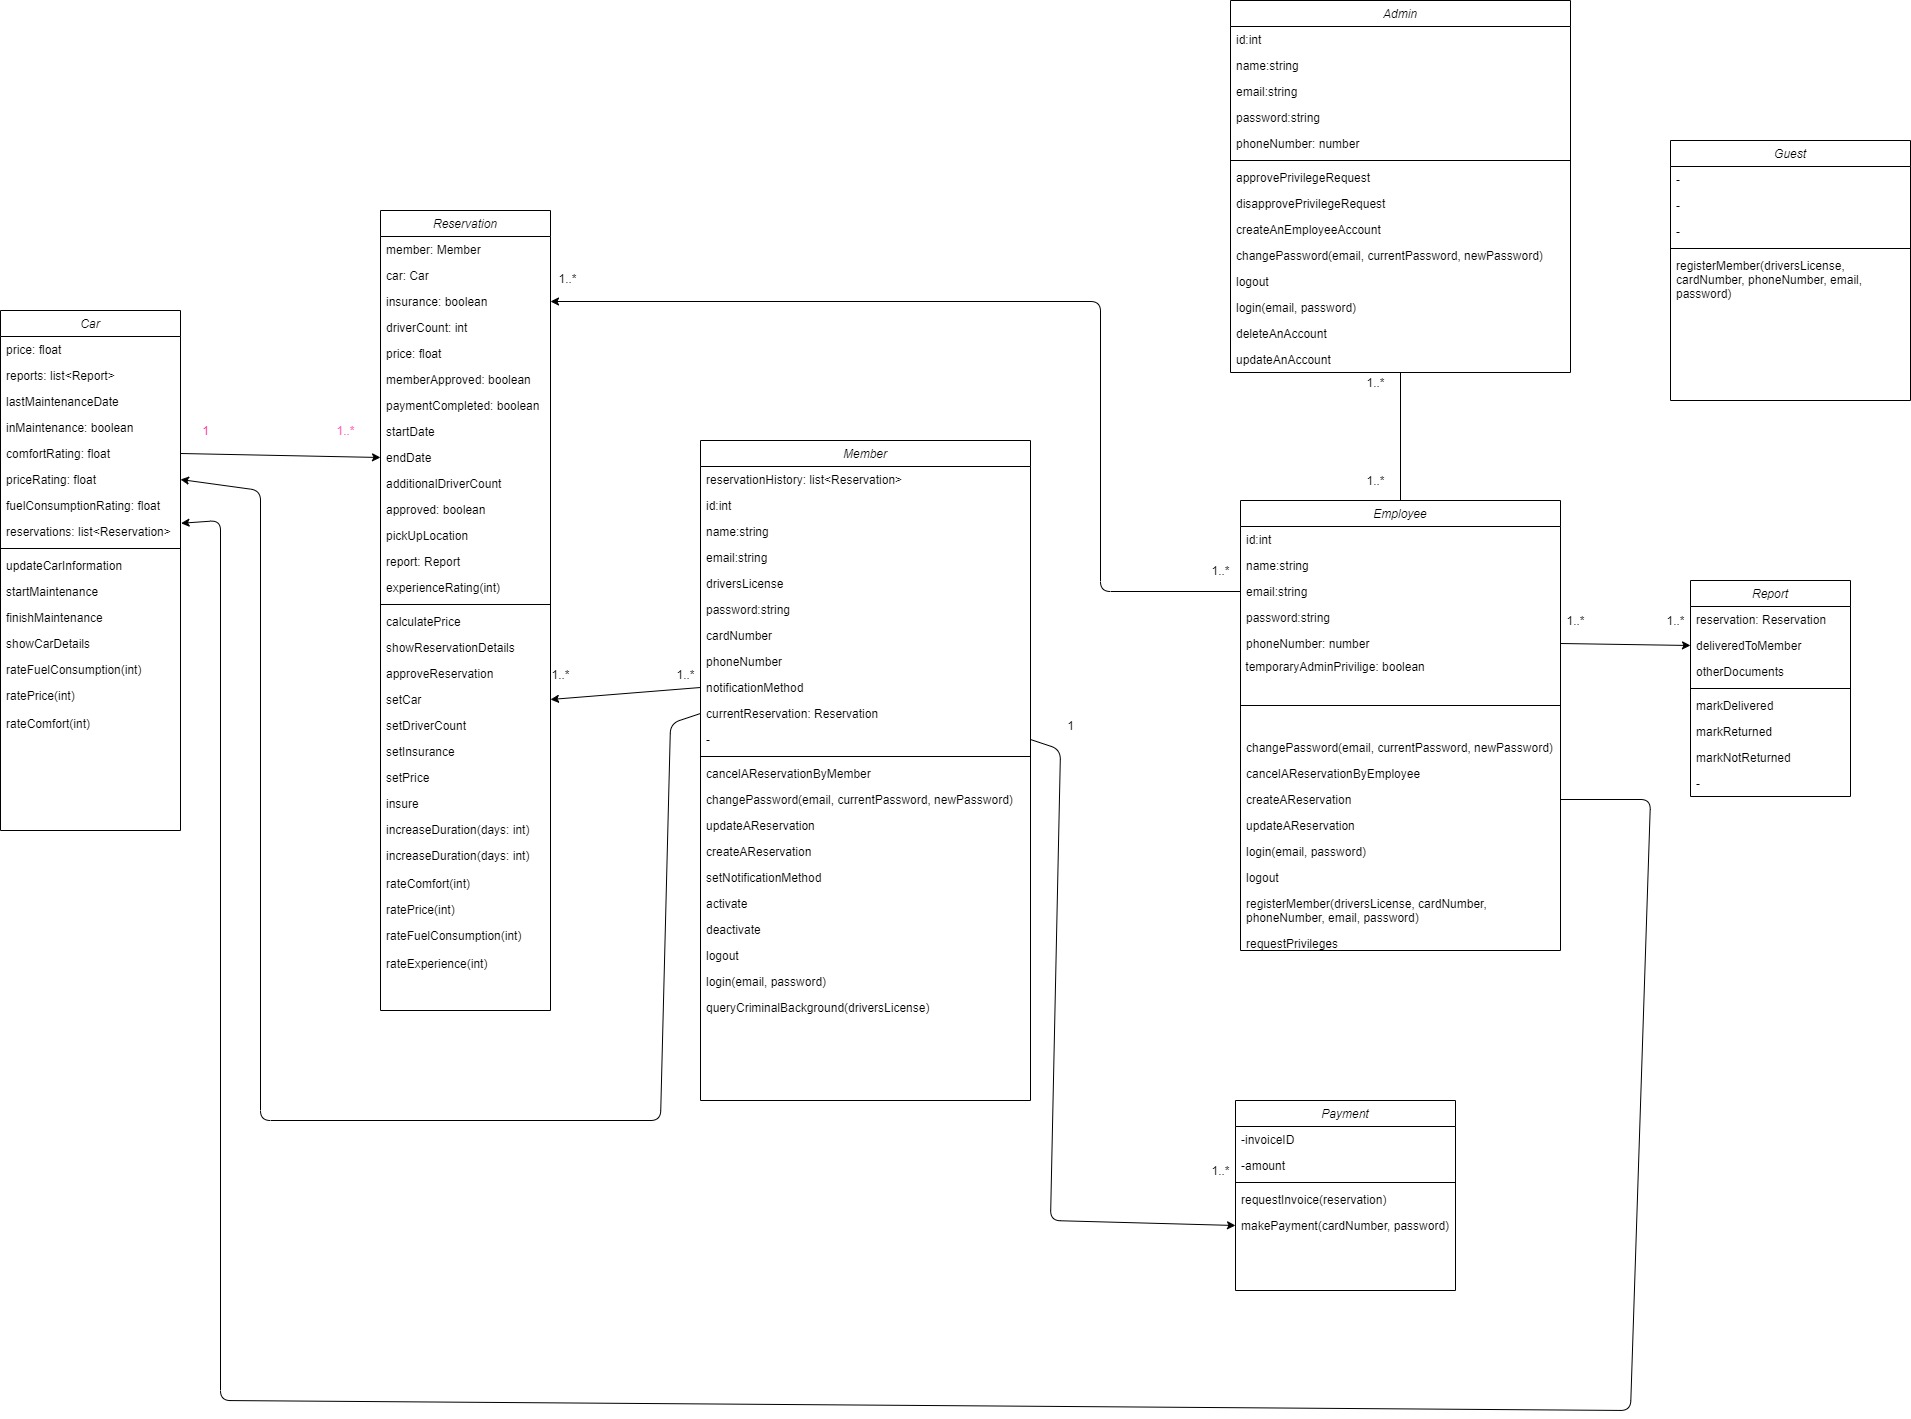 Admin
id:int
name:string
email:string
password:string
phoneNumber: number
approvePrivilegeRequest
disapprovePrivilegeRequest
createAnEmployeeAccount
changePassword(email, currentPassword, newPassword)
logout
login(email, password)
deleteAnAccount
updateAnAccount
1..*
1..*
Guest
-
-
-
registerMember(driversLicense,
cardNumber, phoneNumber, email,
password)
Reservation
member: Member
car: Car
insurance: boolean
driverCount: int
price: float
memberApproved: boolean
paymentCompleted: boolean
startDate
endDate
additionalDriverCount
approved: boolean
pickUpLocation
report: Report
experienceRating(int)
calculatePrice
showReservationDetails
approveReservation
setCar
setDriverCount
setInsurance
setPrice
insure
increaseDuration(days: int)
increaseDuration(days: int)
rateComfort(int)
ratePrice(int)
rateFuelConsumption(int)
rateExperience(int)
1..*
1..*
Car
price: float
reports: list<Report>
lastMaintenanceDate
inMaintenance: boolean
comfortRating: float
priceRating: float
fuelConsumptionRating: float
reservations: list<Reservation>
updateCarInformation
startMaintenance
finishMaintenance
showCarDetails
rateFuelConsumption(int)
ratePrice(int)
rateComfort(int)
1
1..*
Member
reservationHistory: list<Reservation>
id:int
name:string
email:string
driversLicense
password:string
cardNumber
phoneNumber
notificationMethod
currentReservation: Reservation
-
cancelAReservationByMember
changePassword(email, currentPassword, newPassword)
updateAReservation
createAReservation
setNotificationMethod
activate
deactivate
logout
login(email, password)
queryCriminalBackground(driversLicense)
1..*
1..*
1
Employee
id:int
name:string
email:string
password:string
phoneNumber: number
temporaryAdminPrivilige: boolean
changePassword(email, currentPassword, newPassword)
cancelAReservationByEmployee
createAReservation
updateAReservation
login(email, password)
logout
registerMember(driversLicense, cardNumber,
phoneNumber, email, password)
requestPrivileges
1..*
1..*
Report
reservation: Reservation
deliveredToMember
otherDocuments
markDelivered
markReturned
markNotReturned
-
Payment
-invoiceID
-amount
requestInvoice(reservation)
makePayment(cardNumber, password)
1..*